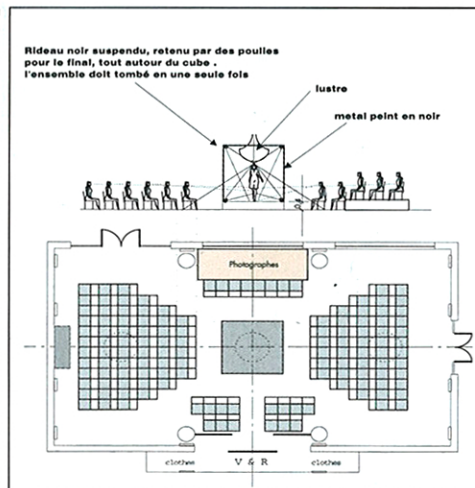 Rideau noir suspendu, retenu par des poulies
pour le final, tout autour du cube .
l'ensemble doit tombé en une seule fois
lustre
metal peint en noir
Photographes
clothes
V & R
clothes